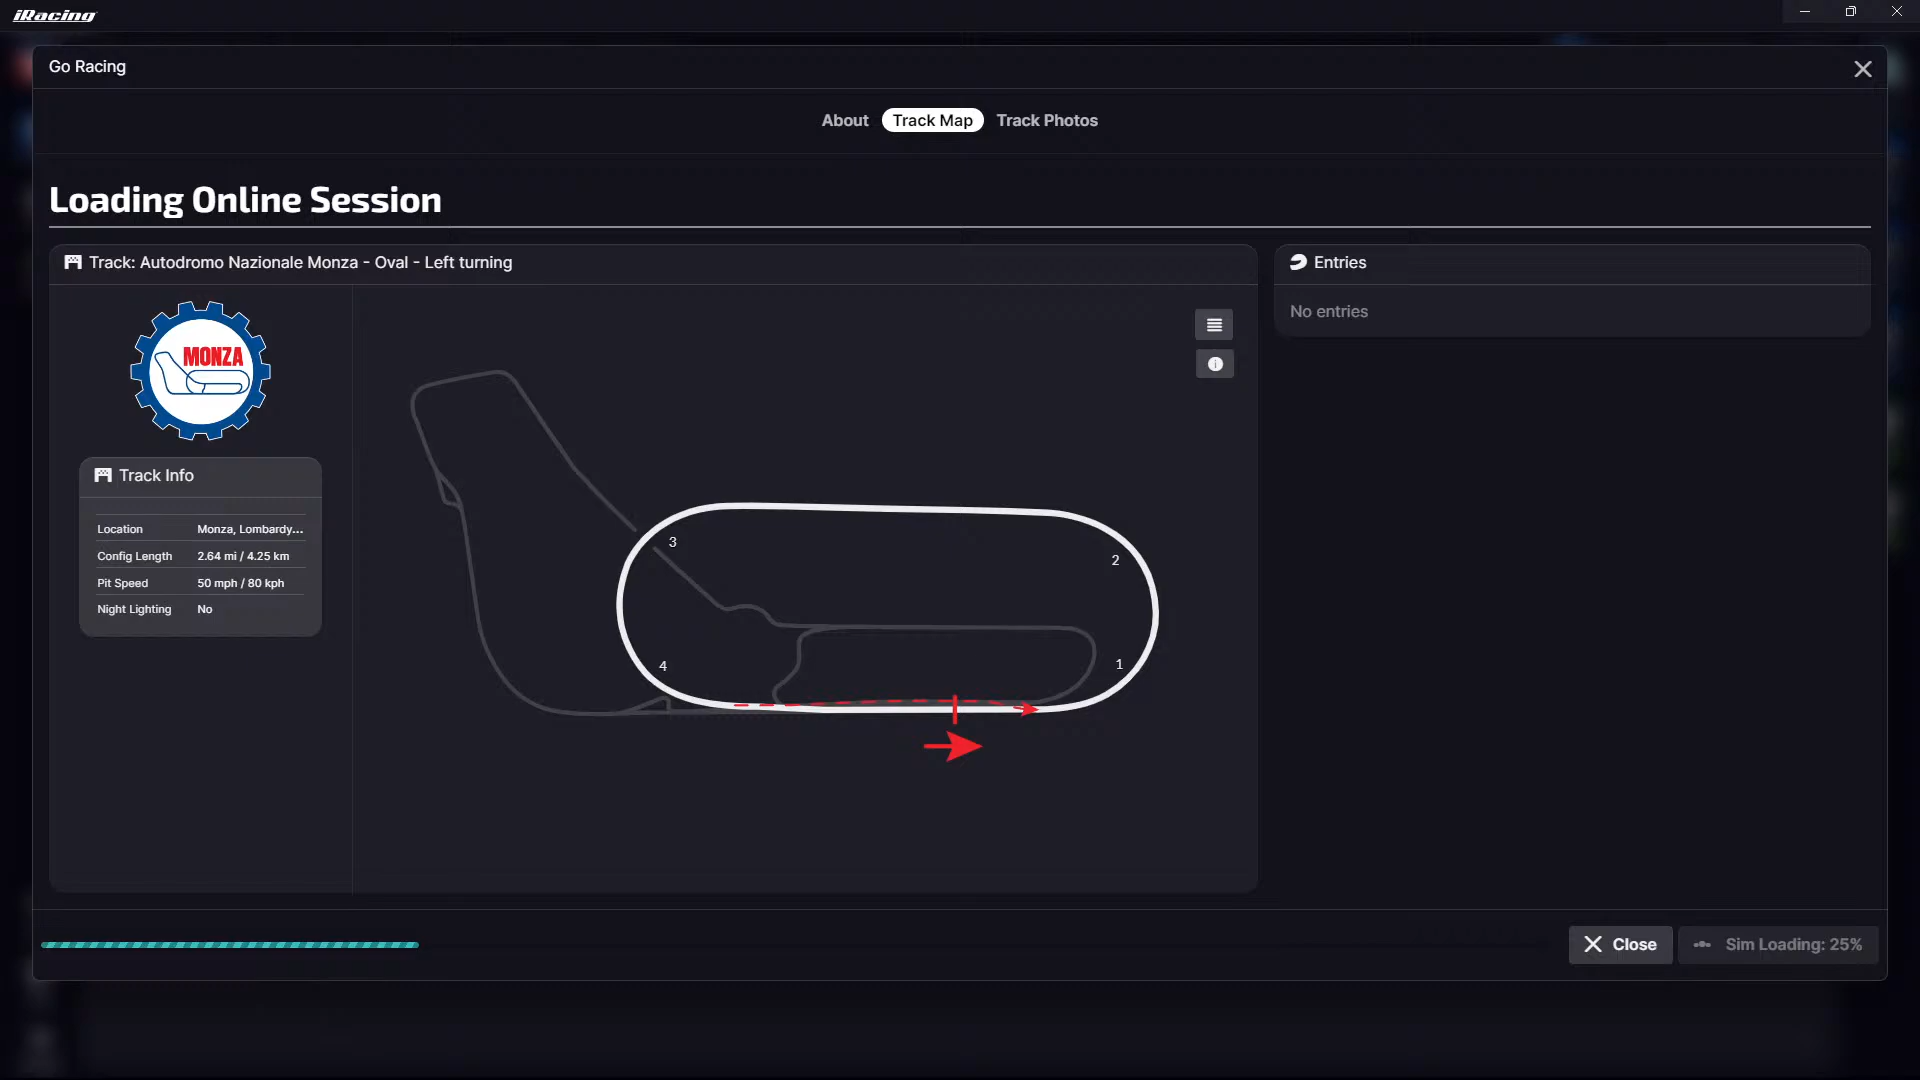 iRacing
Go Racing
About Track Map Track Photos
Loading Online Session
Track: Autodromo Nazionale Monza - Oval - Left turning
MONZA
Track Info
Location Monza, Lombardy...
Config Length 2.64 mi / 4.25 km
Pit Speed 50 mph / 80 kph
Night Lighting No
3
2
4
1
Entries
No entries
Close
Sim Loading: 25%